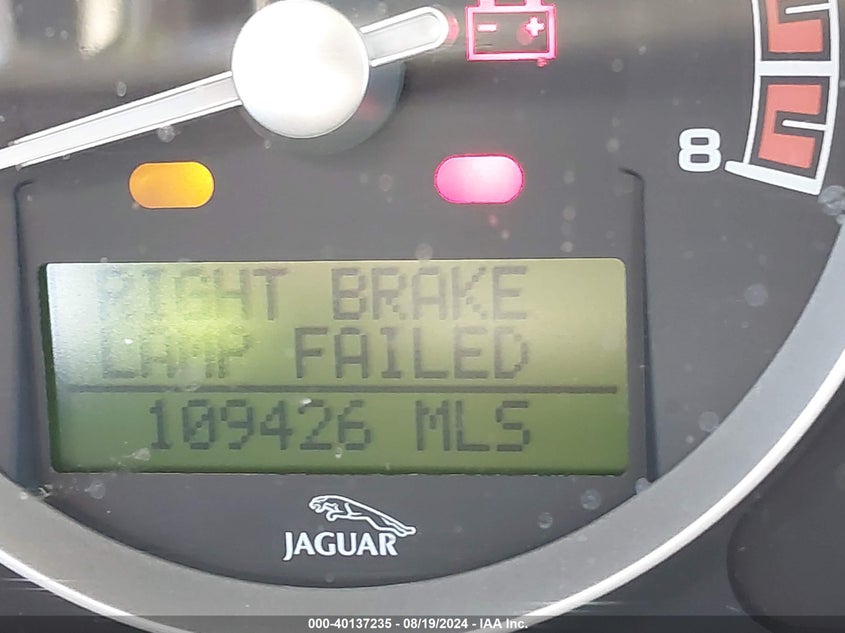 - +
8
RIGHT BRAKE
LAMP FAILED
109426 MLS
JAGUAR
000-40137235 - 08/19/2024 - IAA Inc.